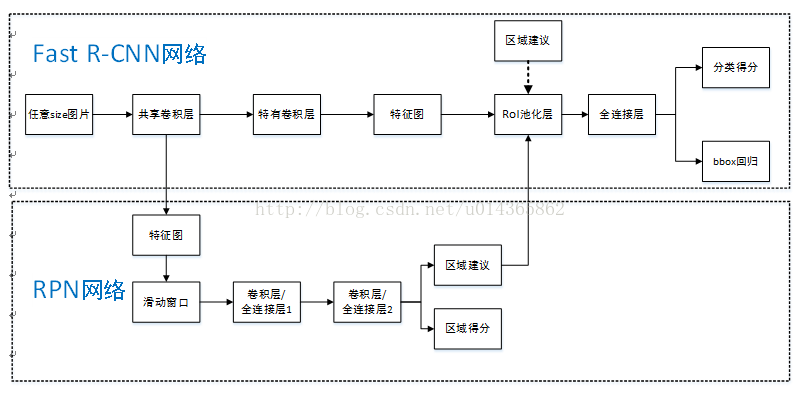 Fast R-CNN网络
区域建议
分类得分
任意size图片
共享卷积层
特有卷积层
特征图
RoI池化层
全连接层
bbox回归
http://blog.csdn.net/u014365862
特征图
RPN网络
滑动窗口
卷积层/
全连接层1
卷积层/
全连接层2
区域建议
区域得分